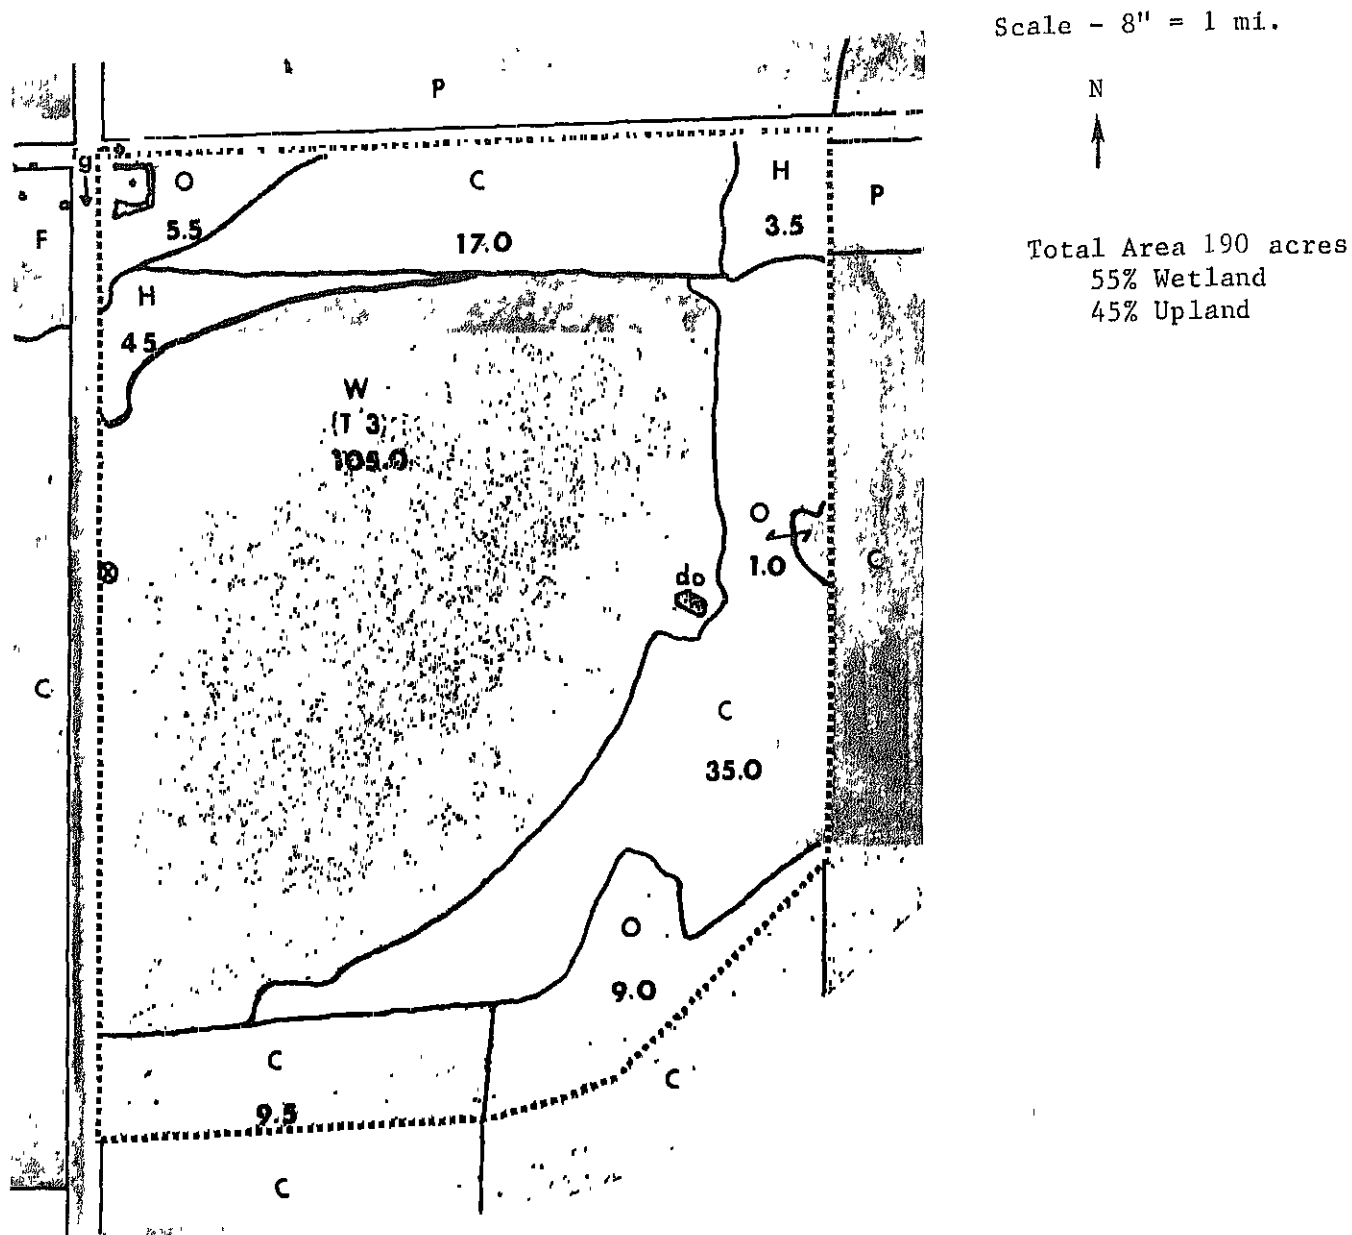 Scale - 8" = 1 mi.
N
Total Area 190 acres
55% Wetland
45% Upland
P
g
O
5.5
C
17.0
H
3.5
P
F
H
4 5
W
(T 3)
105.0
O
1.0
C
do
C
C
35.0
O
9.0
C
9.5
C
C